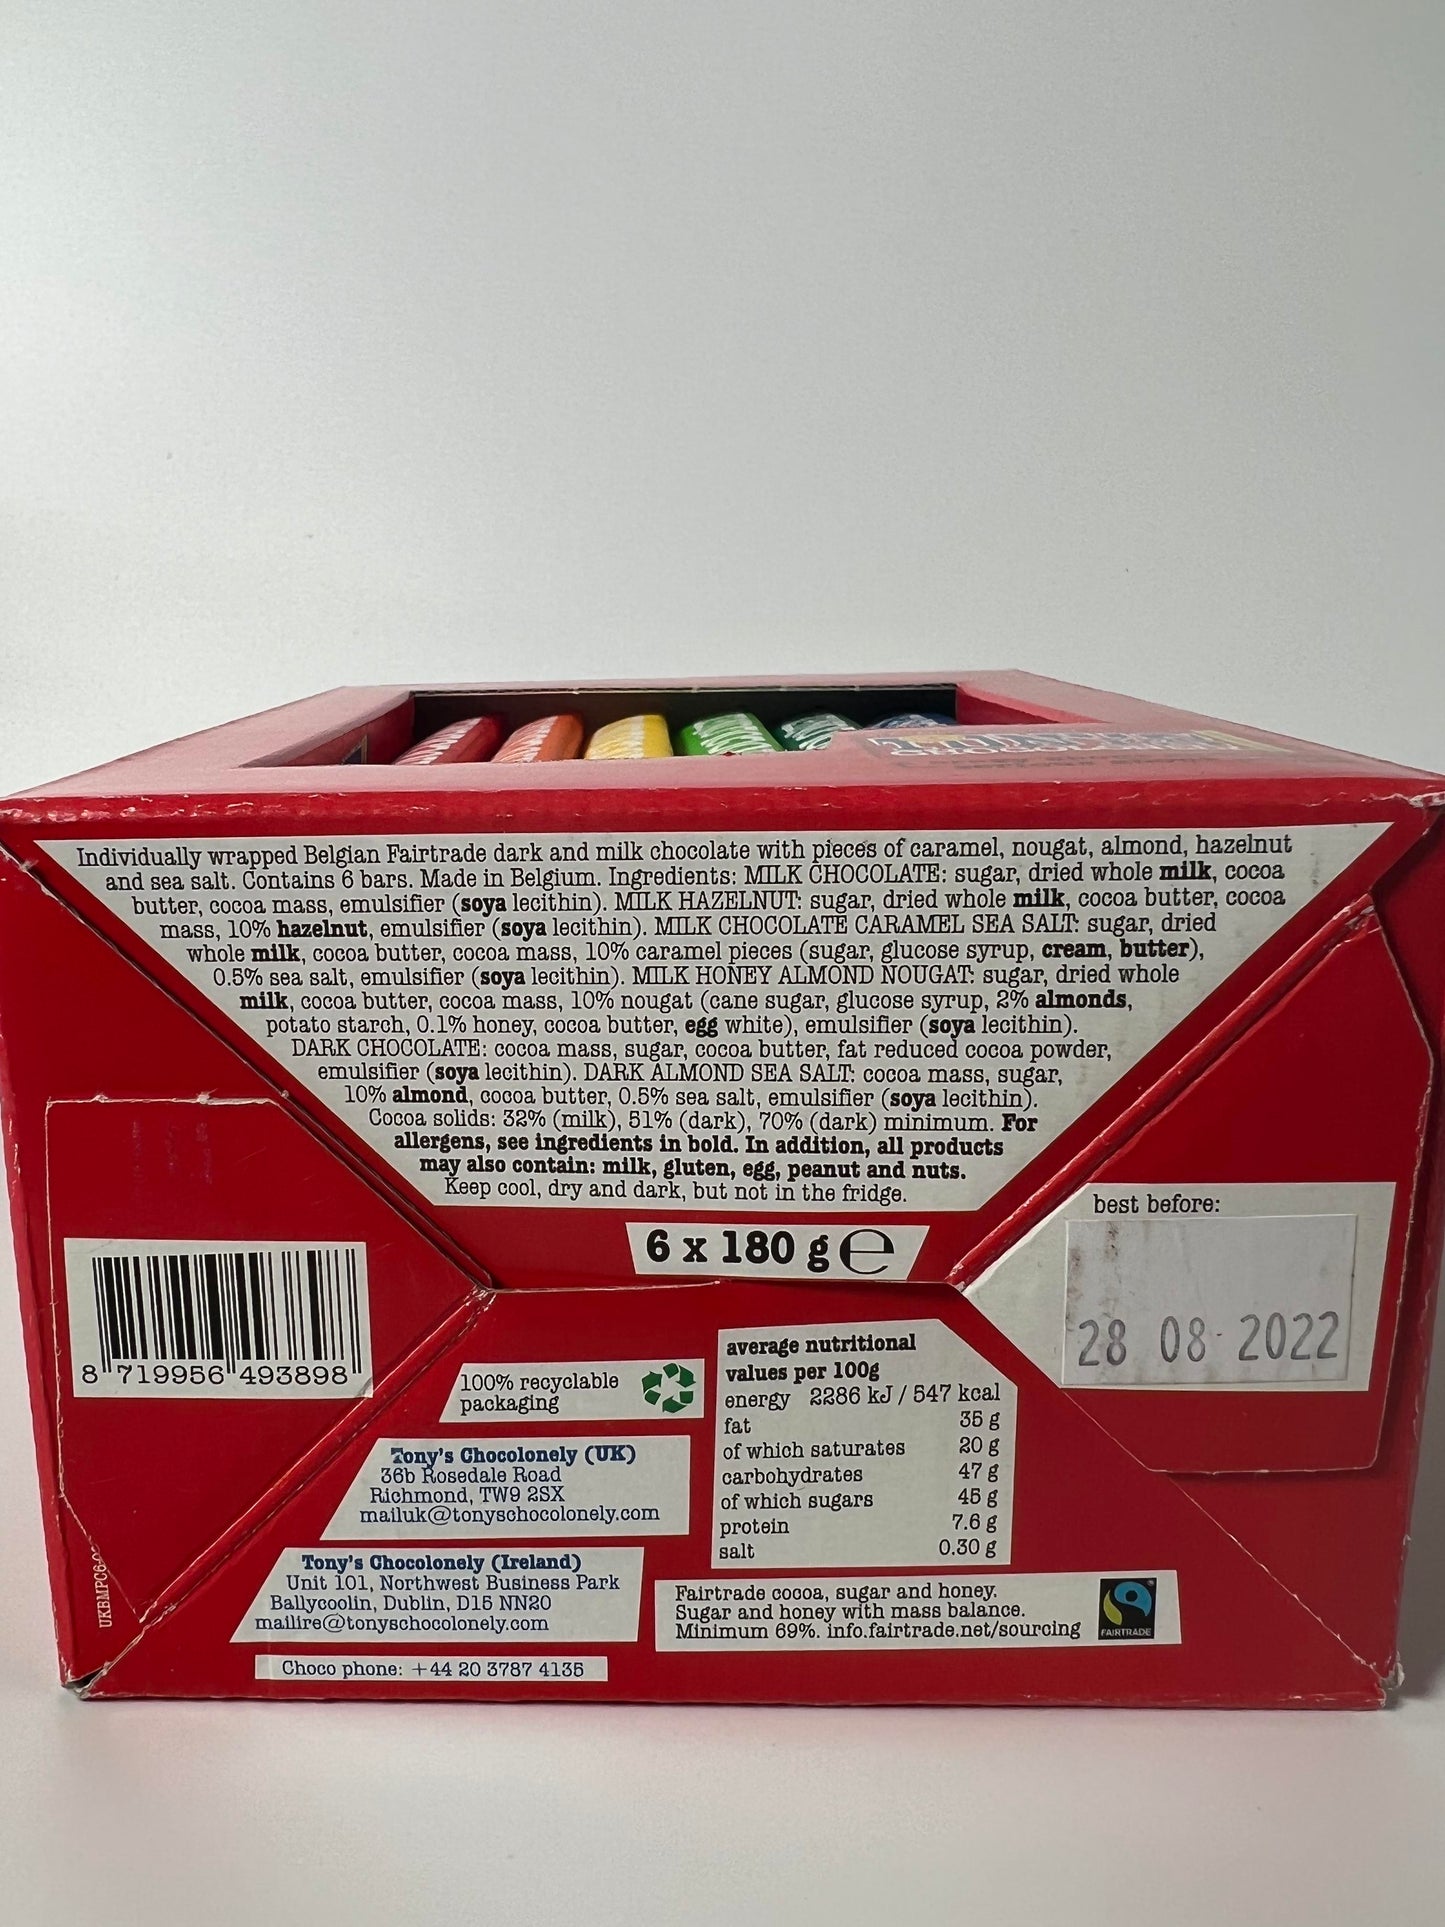 Individually wrapped Belgian Fairtrade dark and milk chocolate with pieces of caramel, nougat, almond, hazelnut
and sea salt. Contains 6 bars. Made in Belgium. Ingredients: MILK CHOCOLATE: sugar, dried whole milk, cocoa
butter, cocoa mass, emulsifier (soya lecithin). MILK HAZELNUT: sugar, dried whole milk, cocoa butter, cocoa
mass, 10% hazelnut, emulsifier (soya lecithin). MILK CHOCOLATE CARAMEL SEA SALT: sugar, dried
whole milk, cocoa butter, cocoa mass, 10% caramel pieces (sugar, glucose syrup, cream, butter),
0.5% sea salt, emulsifier (soya lecithin). MILK HONEY ALMOND NOUGAT: sugar, dried whole
milk, cocoa butter, cocoa mass, 10% nougat (cane sugar, glucose syrup, 2% almonds,
potato starch, 0.1% honey, cocoa butter, egg white), emulsifier (soya lecithin).
DARK CHOCOLATE: cocoa mass, sugar, cocoa butter, fat reduced cocoa powder,
emulsifier (soya lecithin). DARK ALMOND SEA SALT: cocoa mass, sugar,
10% almond, cocoa butter, 0.5% sea salt, emulsifier (soya lecithin).
Cocoa solids: 32% (milk), 51% (dark), 70% (dark) minimum. For
allergens, see ingredients in bold. In addition, all products
may also contain: milk, gluten, egg, peanut and nuts.
Keep cool, dry and dark, but not in the fridge.
6 x 180 g e
best before:
28 08 2022
8 719956 493898
100% recyclable
packaging
Tony's Chocolonely (UK)
36b Rosedale Road
Richmond, TW9 2SX
mailuk@tonyschocolonely.com
Tony's Chocolonely (Ireland)
Unit 101, Northwest Business Park
Ballycoolin, Dublin, D15 NN20
mailire@tonyschocolonely.com
Choco phone: +44 20 3787 4135
average nutritional
values per 100g
energy 2286 kJ / 547 kcal
fat 35 g
of which saturates 20 g
carbohydrates 47 g
of which sugars 45 g
protein 7.6 g
salt 0.30 g
Fairtrade cocoa, sugar and honey.
Sugar and honey with mass balance.
Minimum 69%. info.fairtrade.net/sourcing
FAIRTRADE